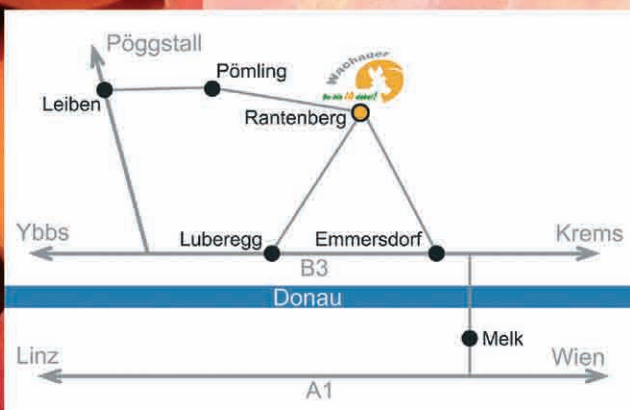 Pöggstall
Pömling
Wachauer
Leiben
Rantenberg
Ybbs
Luberegg
Emmersdorf
Krems
B3
Donau
Melk
Linz
Wien
A1